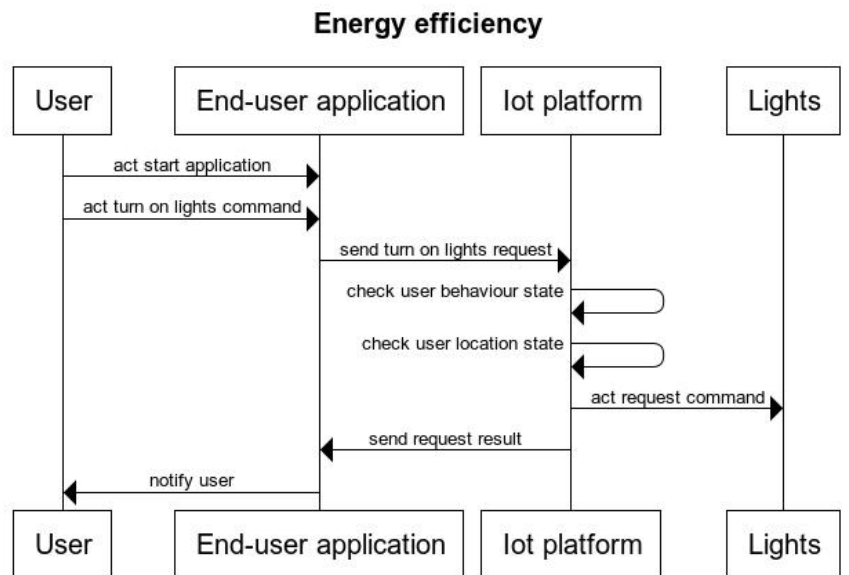 Energy efficiency
User End-user application Iot platform Lights
act start application
act turn on lights command
send turn on lights request
check user behaviour state
check user location state
act request command
send request result
notify user
User End-user application Iot platform Lights